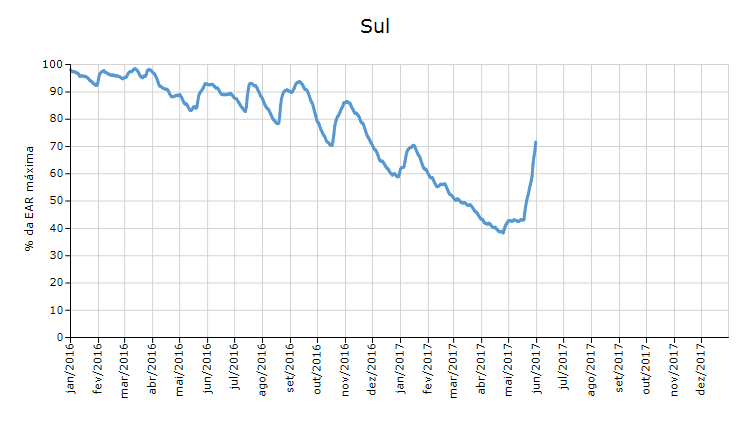 Sul
% da EAR máxima
100
90
80
70
60
50
40
30
20
10
0
jan/2016
fev/2016
mar/2016
abr/2016
mai/2016
jun/2016
jul/2016
ago/2016
set/2016
out/2016
nov/2016
dez/2016
jan/2017
fev/2017
mar/2017
abr/2017
mai/2017
jun/2017
jul/2017
ago/2017
set/2017
out/2017
nov/2017
dez/2017